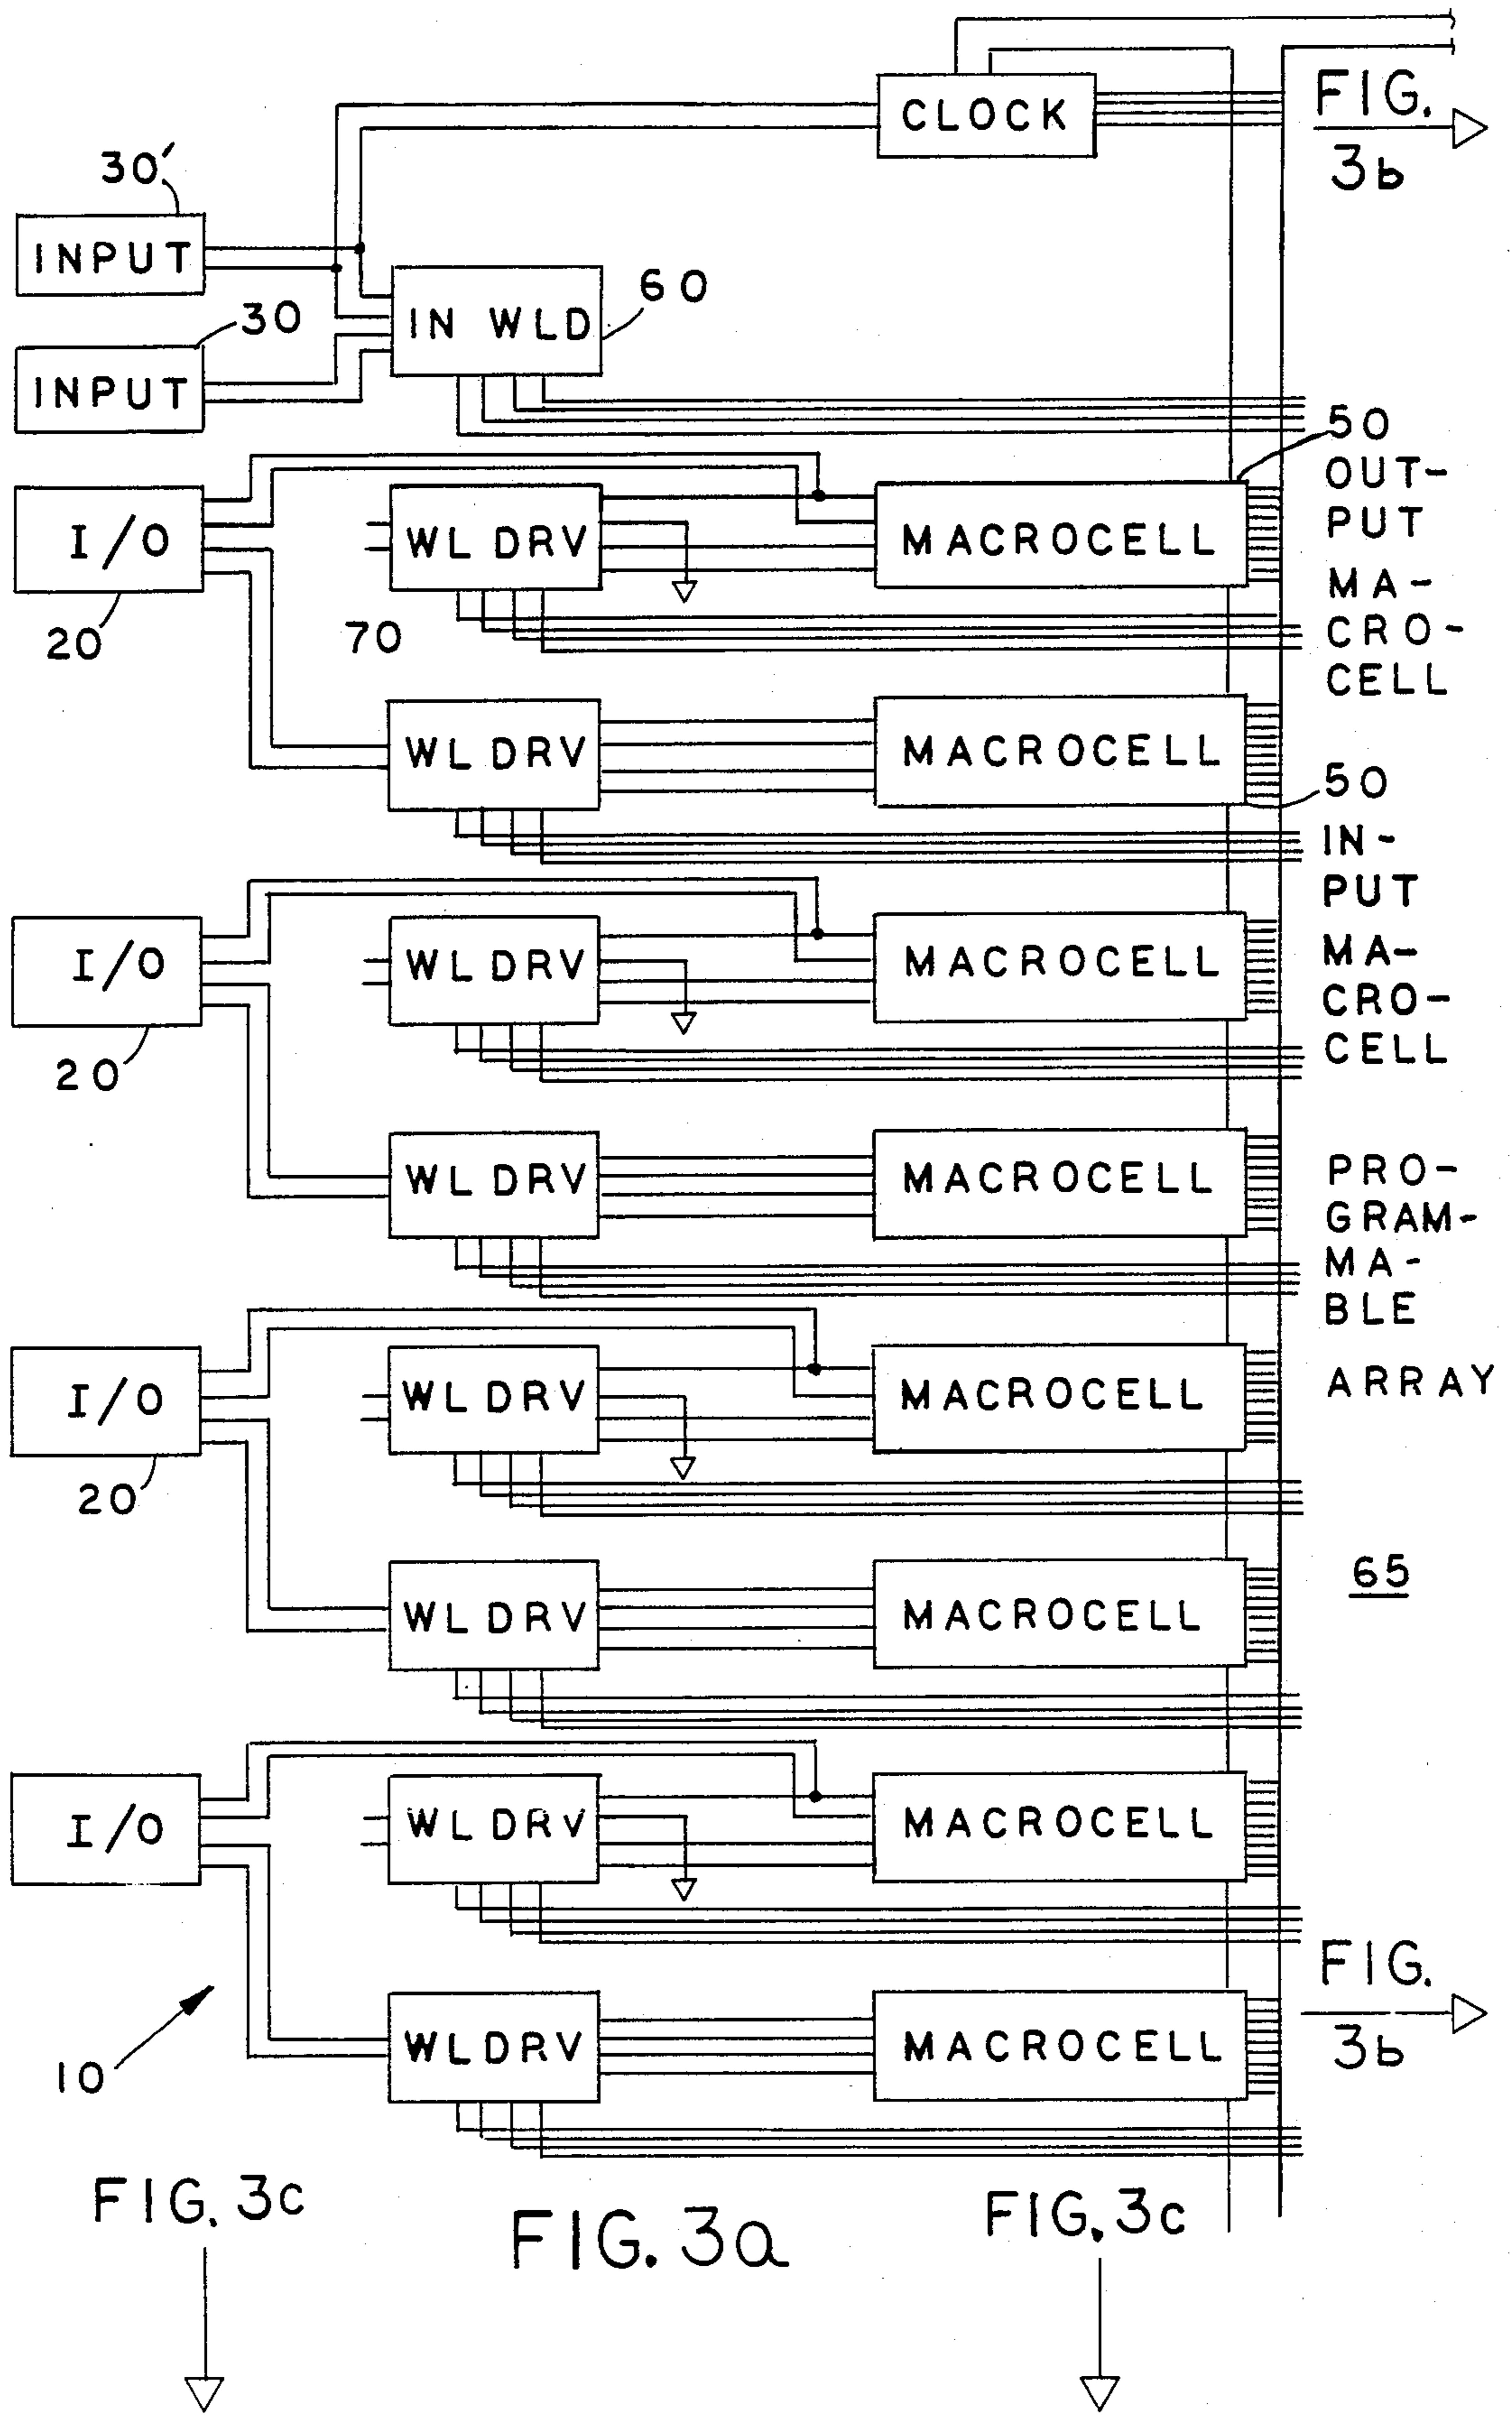 CLOCK
FIG.
3b
30′
INPUT
60
IN WLD
30
INPUT
50
OUT-
PUT
MA-
CRO-
CELL
I/O
WL DRV
MACROCELL
20
70
WL DRV
MACROCELL
50
IN-
PUT
MA-
CRO-
CELL
I/O
WL DRV
MACROCELL
20
WL DRV
MACROCELL
PRO-
GRAM-
MA-
BLE
ARRAY
I/O
WL DRV
MACROCELL
20
65
WL DRV
MACROCELL
I/O
WL DRV
MACROCELL
FIG.
3b
10
WL DRV
MACROCELL
FIG. 3c
FIG. 3a
FIG. 3c